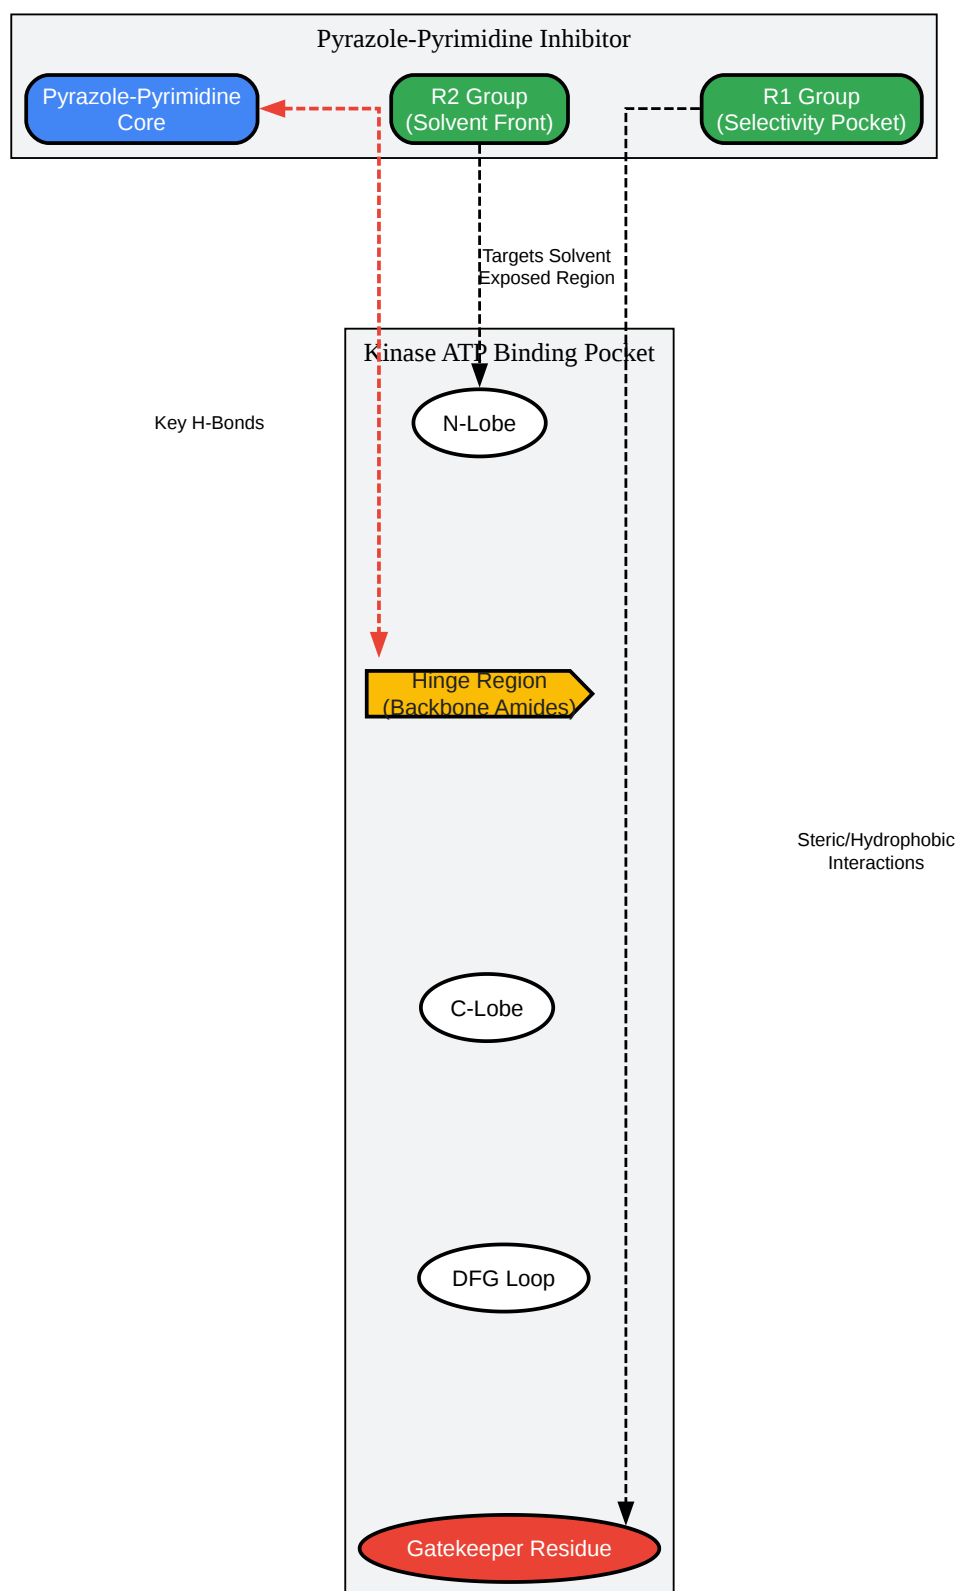 Pyrazole-Pyrimidine Inhibitor
Pyrazole-Pyrimidine
Core
R2 Group
(Solvent Front)
R1 Group
(Selectivity Pocket)
Targets Solvent
Exposed Region
Kinase ATP Binding Pocket
Key H-Bonds
N-Lobe
Hinge Region
(Backbone Amides)
Steric/Hydrophobic
Interactions
C-Lobe
DFG Loop
Gatekeeper Residue